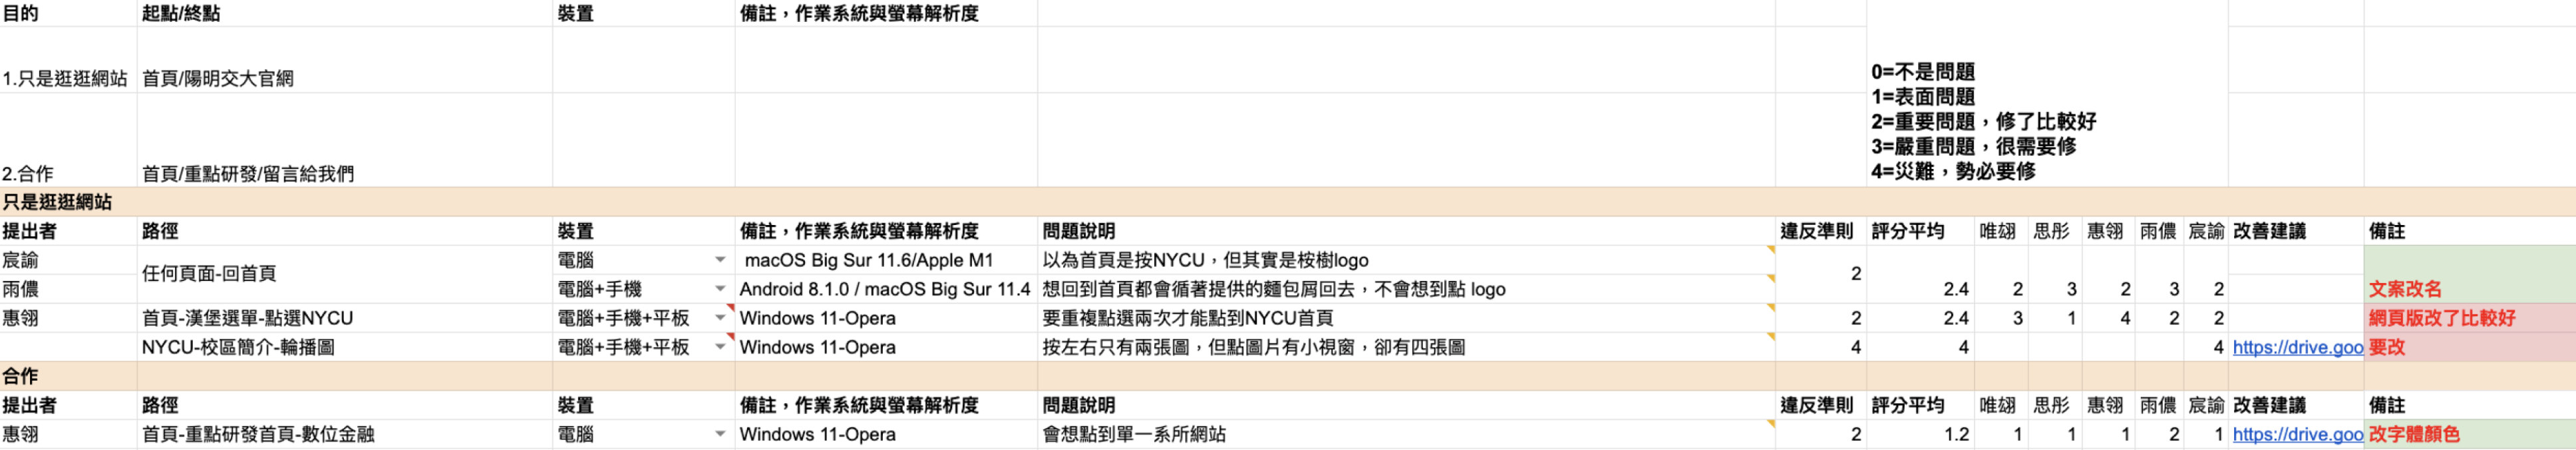 目的 起點/終點 裝置 備註，作業系統與螢幕解析度
1.只是逛逛網站 首頁/陽明交大官網
0=不是問題
1=表面問題
2=重要問題，修了比較好
3=嚴重問題，很需要修
4=災難，勢必要修
2.合作 首頁/重點研發/留言給我們
只是逛逛網站
提出者 路徑 裝置 備註，作業系統與螢幕解析度 問題說明 違反準則 評分平均 唯翃 思彤 惠翎 雨儂 宸諭 改善建議 備註
宸諭 任何頁面-回首頁 電腦 macOS Big Sur 11.6/Apple M1 以為首頁是按NYCU，但其實是桉樹logo 2
雨儂 電腦+手機 Android 8.1.0 / macOS Big Sur 11.4 想回到首頁都會循著提供的麵包屑回去，不會想到點 logo 2.4 2 3 2 3 2 文案改名
惠翎 首頁-漢堡選單-點選NYCU 電腦+手機+平板 Windows 11-Opera 要重複點選兩次才能點到NYCU首頁 2 2.4 3 1 4 2 2 網頁版改了比較好
NYCU-校區簡介-輪播圖 電腦+手機+平板 Windows 11-Opera 按左右只有兩張圖，但點圖片有小視窗，卻有四張圖 4 4 4 https://drive.goo 要改
合作
提出者 路徑 裝置 備註，作業系統與螢幕解析度 問題說明 違反準則 評分平均 唯翃 思彤 惠翎 雨儂 宸諭 改善建議 備註
惠翎 首頁-重點研發首頁-數位金融 電腦 Windows 11-Opera 會想點到單一系所網站 2 1.2 1 1 1 2 1 https://drive.goo 改字體顏色